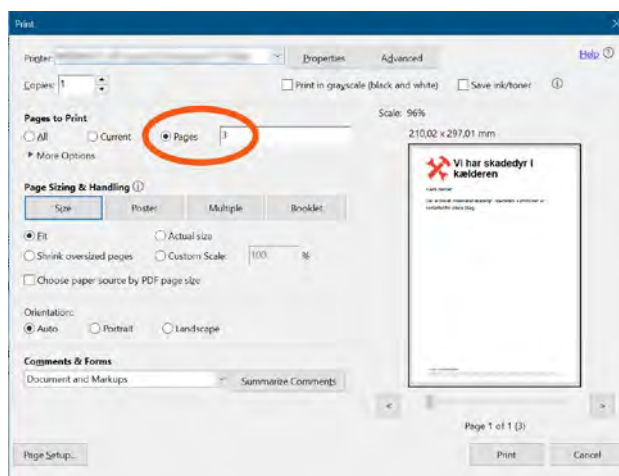 Print
Printer:
Properties
Advanced
Help
Copies: 1
Print in grayscale (black and white)
Save ink/toner
Pages to Print
All
Current
Pages
3
More Options
Scale: 96%
210,02 x 297,01 mm
Vi har skadedyr i
kælderen
Page Sizing & Handling
Size
Poster
Multiple
Booklet
Fit
Actual size
Shrink oversized pages
Custom Scale:
100
%
Choose paper source by PDF page size
Orientation:
Auto
Portrait
Landscape
Comments & Forms
Document and Markups
Summarize Comments
<
>
Page 1 of 1 (3)
Page Setup...
Print
Cancel